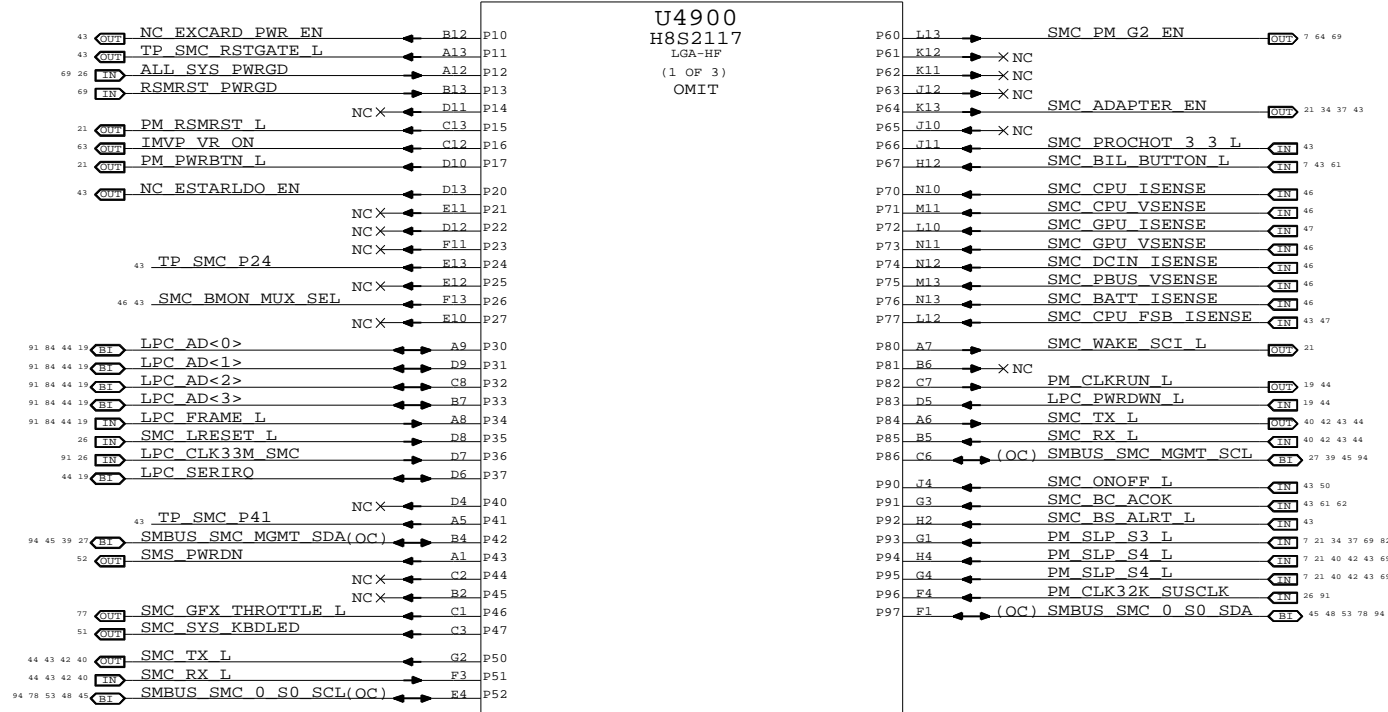 U4900
H8S2117
LGA-HF
(1 OF 3)
OMIT
43 OUT NC_EXCARD_PWR_EN B12 P10
43 OUT TP_SMC_RSTGATE_L A13 P11
69 26 IN ALL_SYS_PWRGD A12 P12
69 IN RSMRST_PWRGD B13 P13
NC D11 P14
21 OUT PM_RSMRST_L C13 P15
63 OUT IMVP_VR_ON C12 P16
21 OUT PM_PWRBTN_L D10 P17
43 OUT NC_ESTARLDO_EN D13 P20
NC E11 P21
NC D12 P22
NC F11 P23
43 TP_SMC_P24 E13 P24
NC E12 P25
46 43 SMC_BMON_MUX_SEL F13 P26
NC E10 P27
91 84 44 19 BI LPC_AD<0> A9 P30
91 84 44 19 BI LPC_AD<1> D9 P31
91 84 44 19 BI LPC_AD<2> C8 P32
91 84 44 19 BI LPC_AD<3> B7 P33
91 84 44 19 IN LPC_FRAME_L A8 P34
26 IN SMC_LRESET_L D8 P35
91 26 IN LPC_CLK33M_SMC D7 P36
44 19 BI LPC_SERIRQ D6 P37
NC D4 P40
43 TP_SMC_P41 A5 P41
94 45 39 27 BI SMBUS_SMC_MGMT_SDA(OC) B4 P42
52 OUT SMS_PWRDN A1 P43
NC C2 P44
NC B2 P45
77 OUT SMC_GFX_THROTTLE_L C1 P46
51 OUT SMC_SYS_KBDLED C3 P47
44 43 42 40 OUT SMC_TX_L G2 P50
44 43 42 40 IN SMC_RX_L F3 P51
94 78 53 48 45 BI SMBUS_SMC_0_S0_SCL(OC) E4 P52
P60 L13 SMC_PM_G2_EN OUT 7 64 69
P61 K12 NC
P62 K11 NC
P63 J12 NC
P64 K13 SMC_ADAPTER_EN OUT 21 34 37 43
P65 J10 NC
P66 J11 SMC_PROCHOT_3_3_L IN 43
P67 H12 SMC_BIL_BUTTON_L IN 7 43 61
P70 N10 SMC_CPU_ISENSE IN 46
P71 M11 SMC_CPU_VSENSE IN 46
P72 L10 SMC_GPU_ISENSE IN 47
P73 N11 SMC_GPU_VSENSE IN 46
P74 N12 SMC_DCIN_ISENSE IN 46
P75 M13 SMC_PBUS_VSENSE IN 46
P76 N13 SMC_BATT_ISENSE IN 46
P77 L12 SMC_CPU_FSB_ISENSE IN 43 47
P80 A7 SMC_WAKE_SCI_L OUT 21
P81 B6 NC
P82 C7 PM_CLKRUN_L OUT 19 44
P83 D5 LPC_PWRDWN_L IN 19 44
P84 A6 SMC_TX_L OUT 40 42 43 44
P85 B5 SMC_RX_L IN 40 42 43 44
P86 C6 (OC) SMBUS_SMC_MGMT_SCL BI 27 39 45 94
P90 J4 SMC_ONOFF_L IN 43 50
P91 G3 SMC_BC_ACOK IN 43 61 62
P92 H2 SMC_BS_ALRT_L IN 43
P93 G1 PM_SLP_S3_L IN 7 21 34 37 69 82
P94 H4 PM_SLP_S4_L IN 7 21 40 42 43 69
P95 G4 PM_SLP_S4_L IN 7 21 40 42 43 69
P96 F4 PM_CLK32K_SUSCLK IN 26 91
P97 F1 (OC) SMBUS_SMC_0_S0_SDA BI 45 48 53 78 94